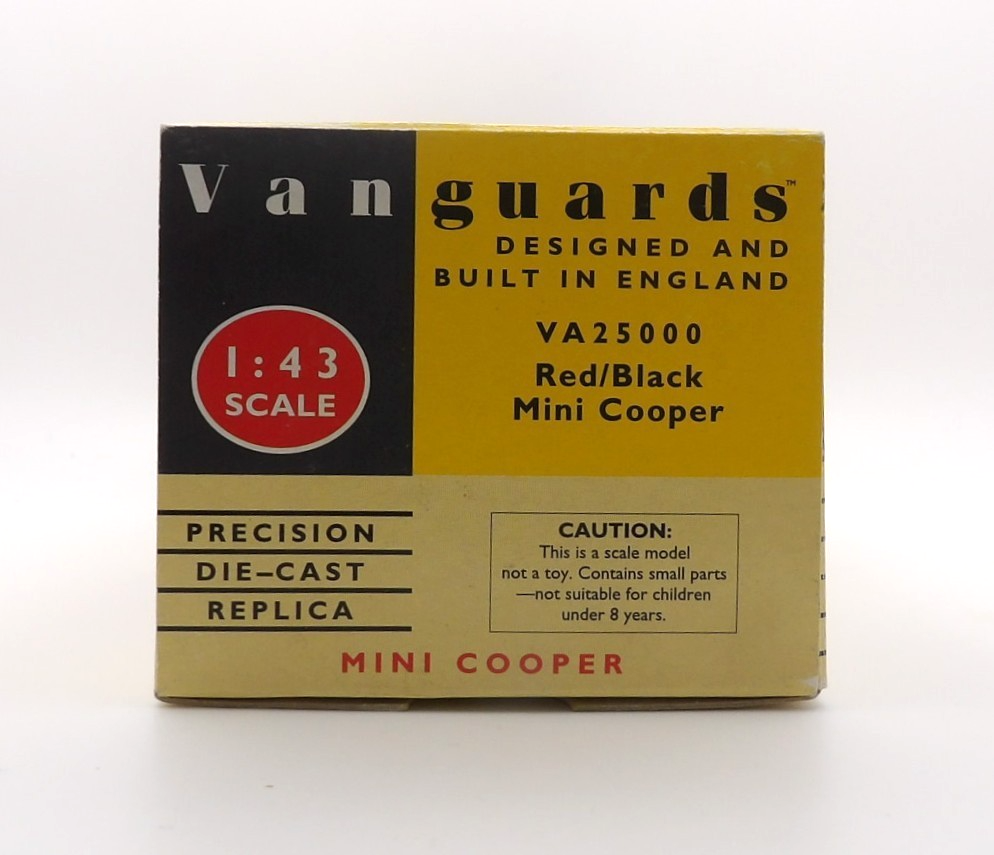 Vanguards™
DESIGNED AND
BUILT IN ENGLAND
VA25000
Red/Black
Mini Cooper
1:43
SCALE
PRECISION
DIE–CAST
REPLICA
CAUTION:
This is a scale model
not a toy. Contains small parts
—not suitable for children
under 8 years.
MINI COOPER